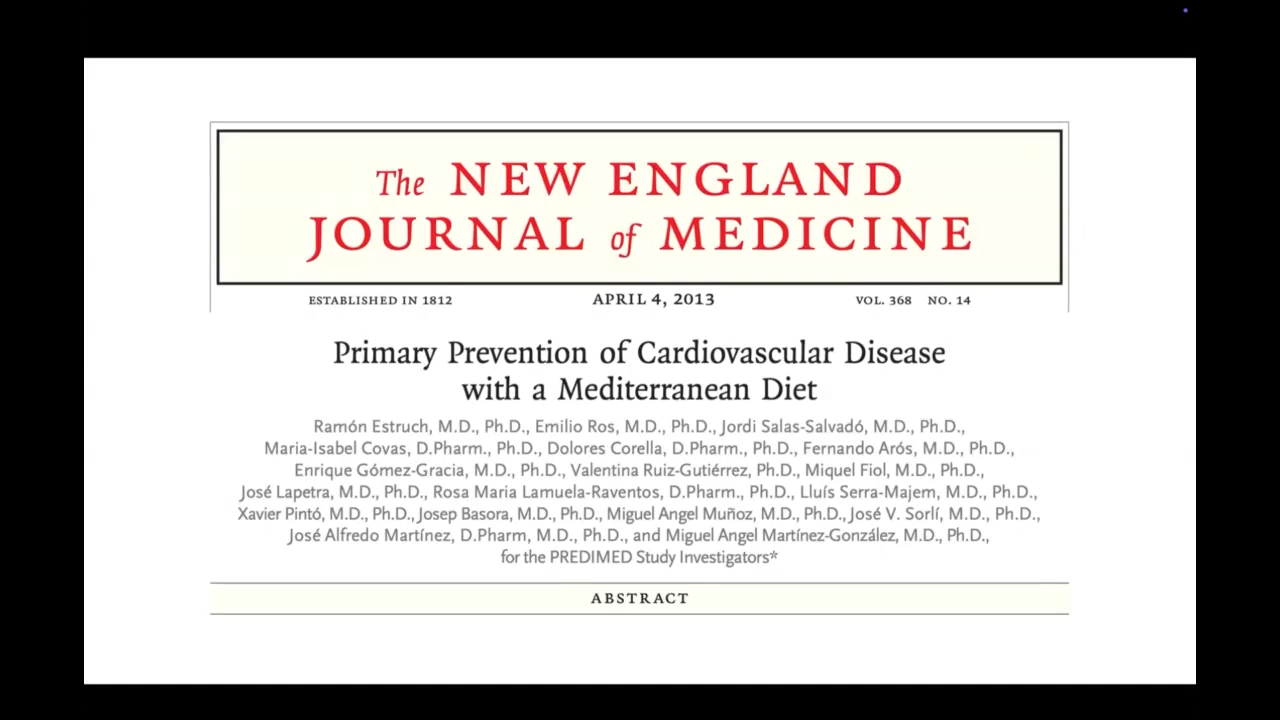 The NEW ENGLAND
JOURNAL of MEDICINE
ESTABLISHED IN 1812 APRIL 4, 2013 VOL. 368 NO. 14
Primary Prevention of Cardiovascular Disease
with a Mediterranean Diet
Ramón Estruch, M.D., Ph.D., Emilio Ros, M.D., Ph.D., Jordi Salas-Salvadó, M.D., Ph.D.,
Maria-Isabel Covas, D.Pharm., Ph.D., Dolores Corella, D.Pharm., Ph.D., Fernando Arós, M.D., Ph.D.,
Enrique Gómez-Gracia, M.D., Ph.D., Valentina Ruiz-Gutiérrez, Ph.D., Miquel Fiol, M.D., Ph.D.,
José Lapetra, M.D., Ph.D., Rosa Maria Lamuela-Raventos, D.Pharm., Ph.D., Lluís Serra-Majem, M.D., Ph.D.,
Xavier Pintó, M.D., Ph.D., Josep Basora, M.D., Ph.D., Miguel Angel Muñoz, M.D., Ph.D., José V. Sorlí, M.D., Ph.D.,
José Alfredo Martínez, D.Pharm, M.D., Ph.D., and Miguel Angel Martínez-González, M.D., Ph.D.,
for the PREDIMED Study Investigators*
ABSTRACT